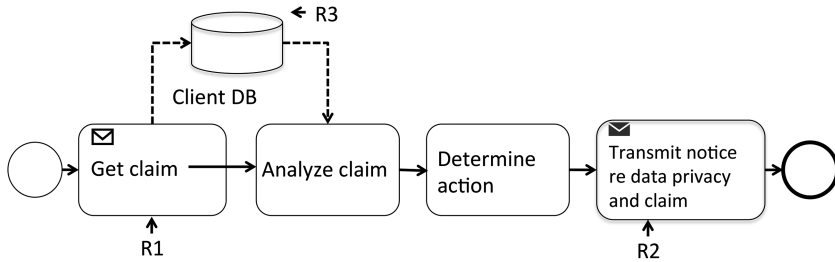 R3
Client DB
Get claim
Analyze claim
Determine
action
Transmit notice
re data privacy
and claim
R1
R2